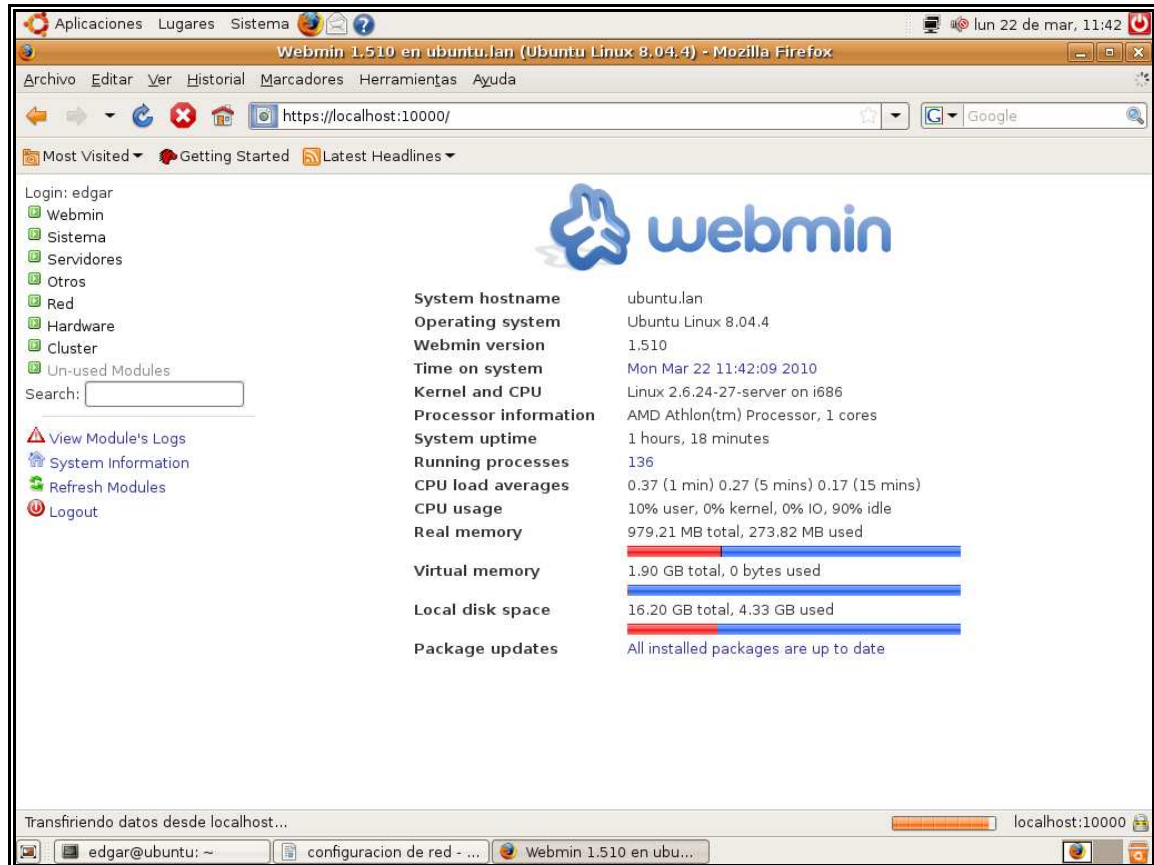 Aplicaciones Lugares Sistema lun 22 de mar, 11:42
Webmin 1.510 en ubuntu.lan (Ubuntu Linux 8.04.4) - Mozilla Firefox
Archivo Editar Ver Historial Marcadores Herramientas Ayuda
https://localhost:10000/ G Google
Most Visited Getting Started Latest Headlines
Login: edgar
Webmin
Sistema
Servidores
Otros
Red
Hardware
Cluster
Un-used Modules
Search:
View Module's Logs
System Information
Refresh Modules
Logout
webmin
System hostname ubuntu.lan
Operating system Ubuntu Linux 8.04.4
Webmin version 1.510
Time on system Mon Mar 22 11:42:09 2010
Kernel and CPU Linux 2.6.24-27-server on i686
Processor information AMD Athlon(tm) Processor, 1 cores
System uptime 1 hours, 18 minutes
Running processes 136
CPU load averages 0.37 (1 min) 0.27 (5 mins) 0.17 (15 mins)
CPU usage 10% user, 0% kernel, 0% IO, 90% idle
Real memory 979.21 MB total, 273.82 MB used
Virtual memory 1.90 GB total, 0 bytes used
Local disk space 16.20 GB total, 4.33 GB used
Package updates All installed packages are up to date
Transfiriendo datos desde localhost... localhost:10000
edgar@ubuntu: ~ configuracion de red - ... Webmin 1.510 en ubu...